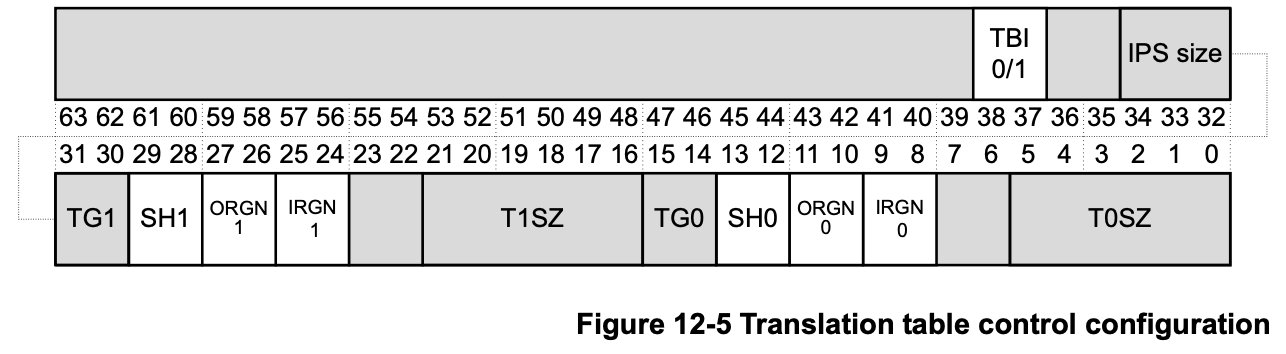 TBI
0/1
IPS size
63 62 61 60 59 58 57 56 55 54 53 52 51 50 49 48 47 46 45 44 43 42 41 40 39 38 37 36 35 34 33 32
31 30 29 28 27 26 25 24 23 22 21 20 19 18 17 16 15 14 13 12 11 10 9 8 7 6 5 4 3 2 1 0
TG1 SH1 ORGN 1 IRGN 1 T1SZ TG0 SH0 ORGN 0 IRGN 0 T0SZ
Figure 12-5 Translation table control configuration